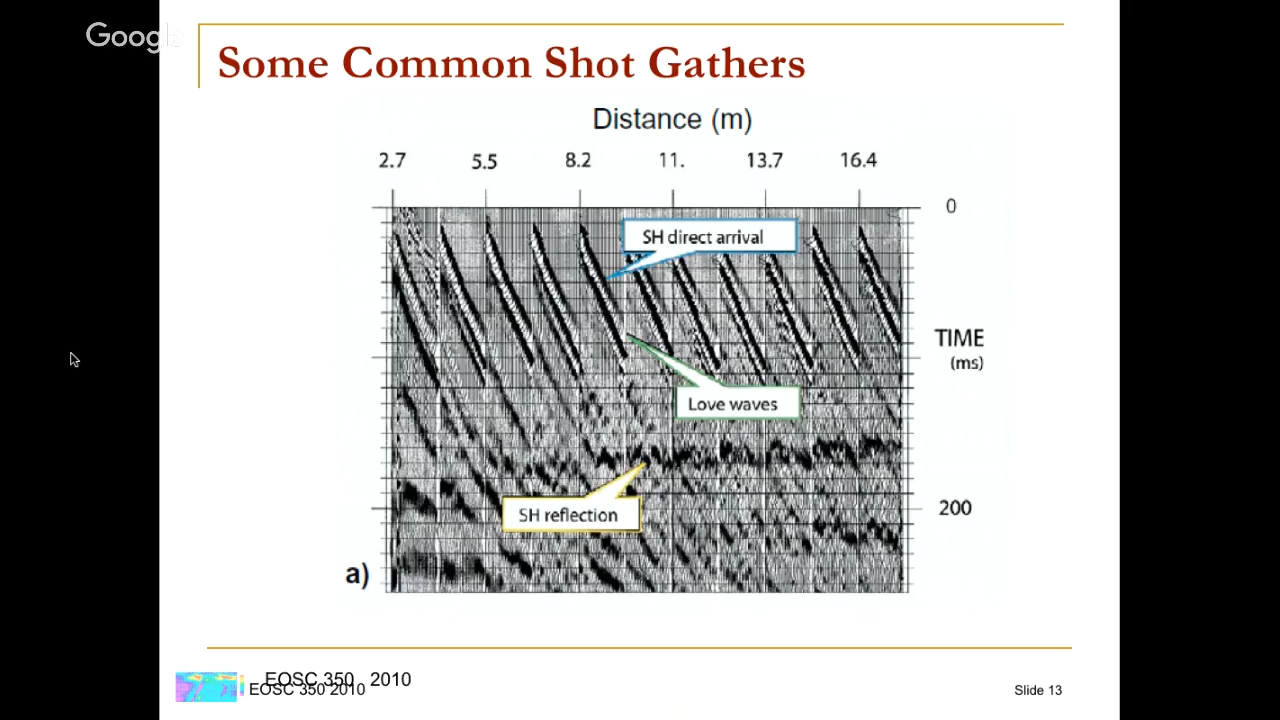 Google
Some Common Shot Gathers
Distance (m)
2.7 5.5 8.2 11. 13.7 16.4
0
SH direct arrival
TIME
(ms)
Love waves
200
SH reflection
a)
EOSC 350 2010
EOSC 350 2010
Slide 13